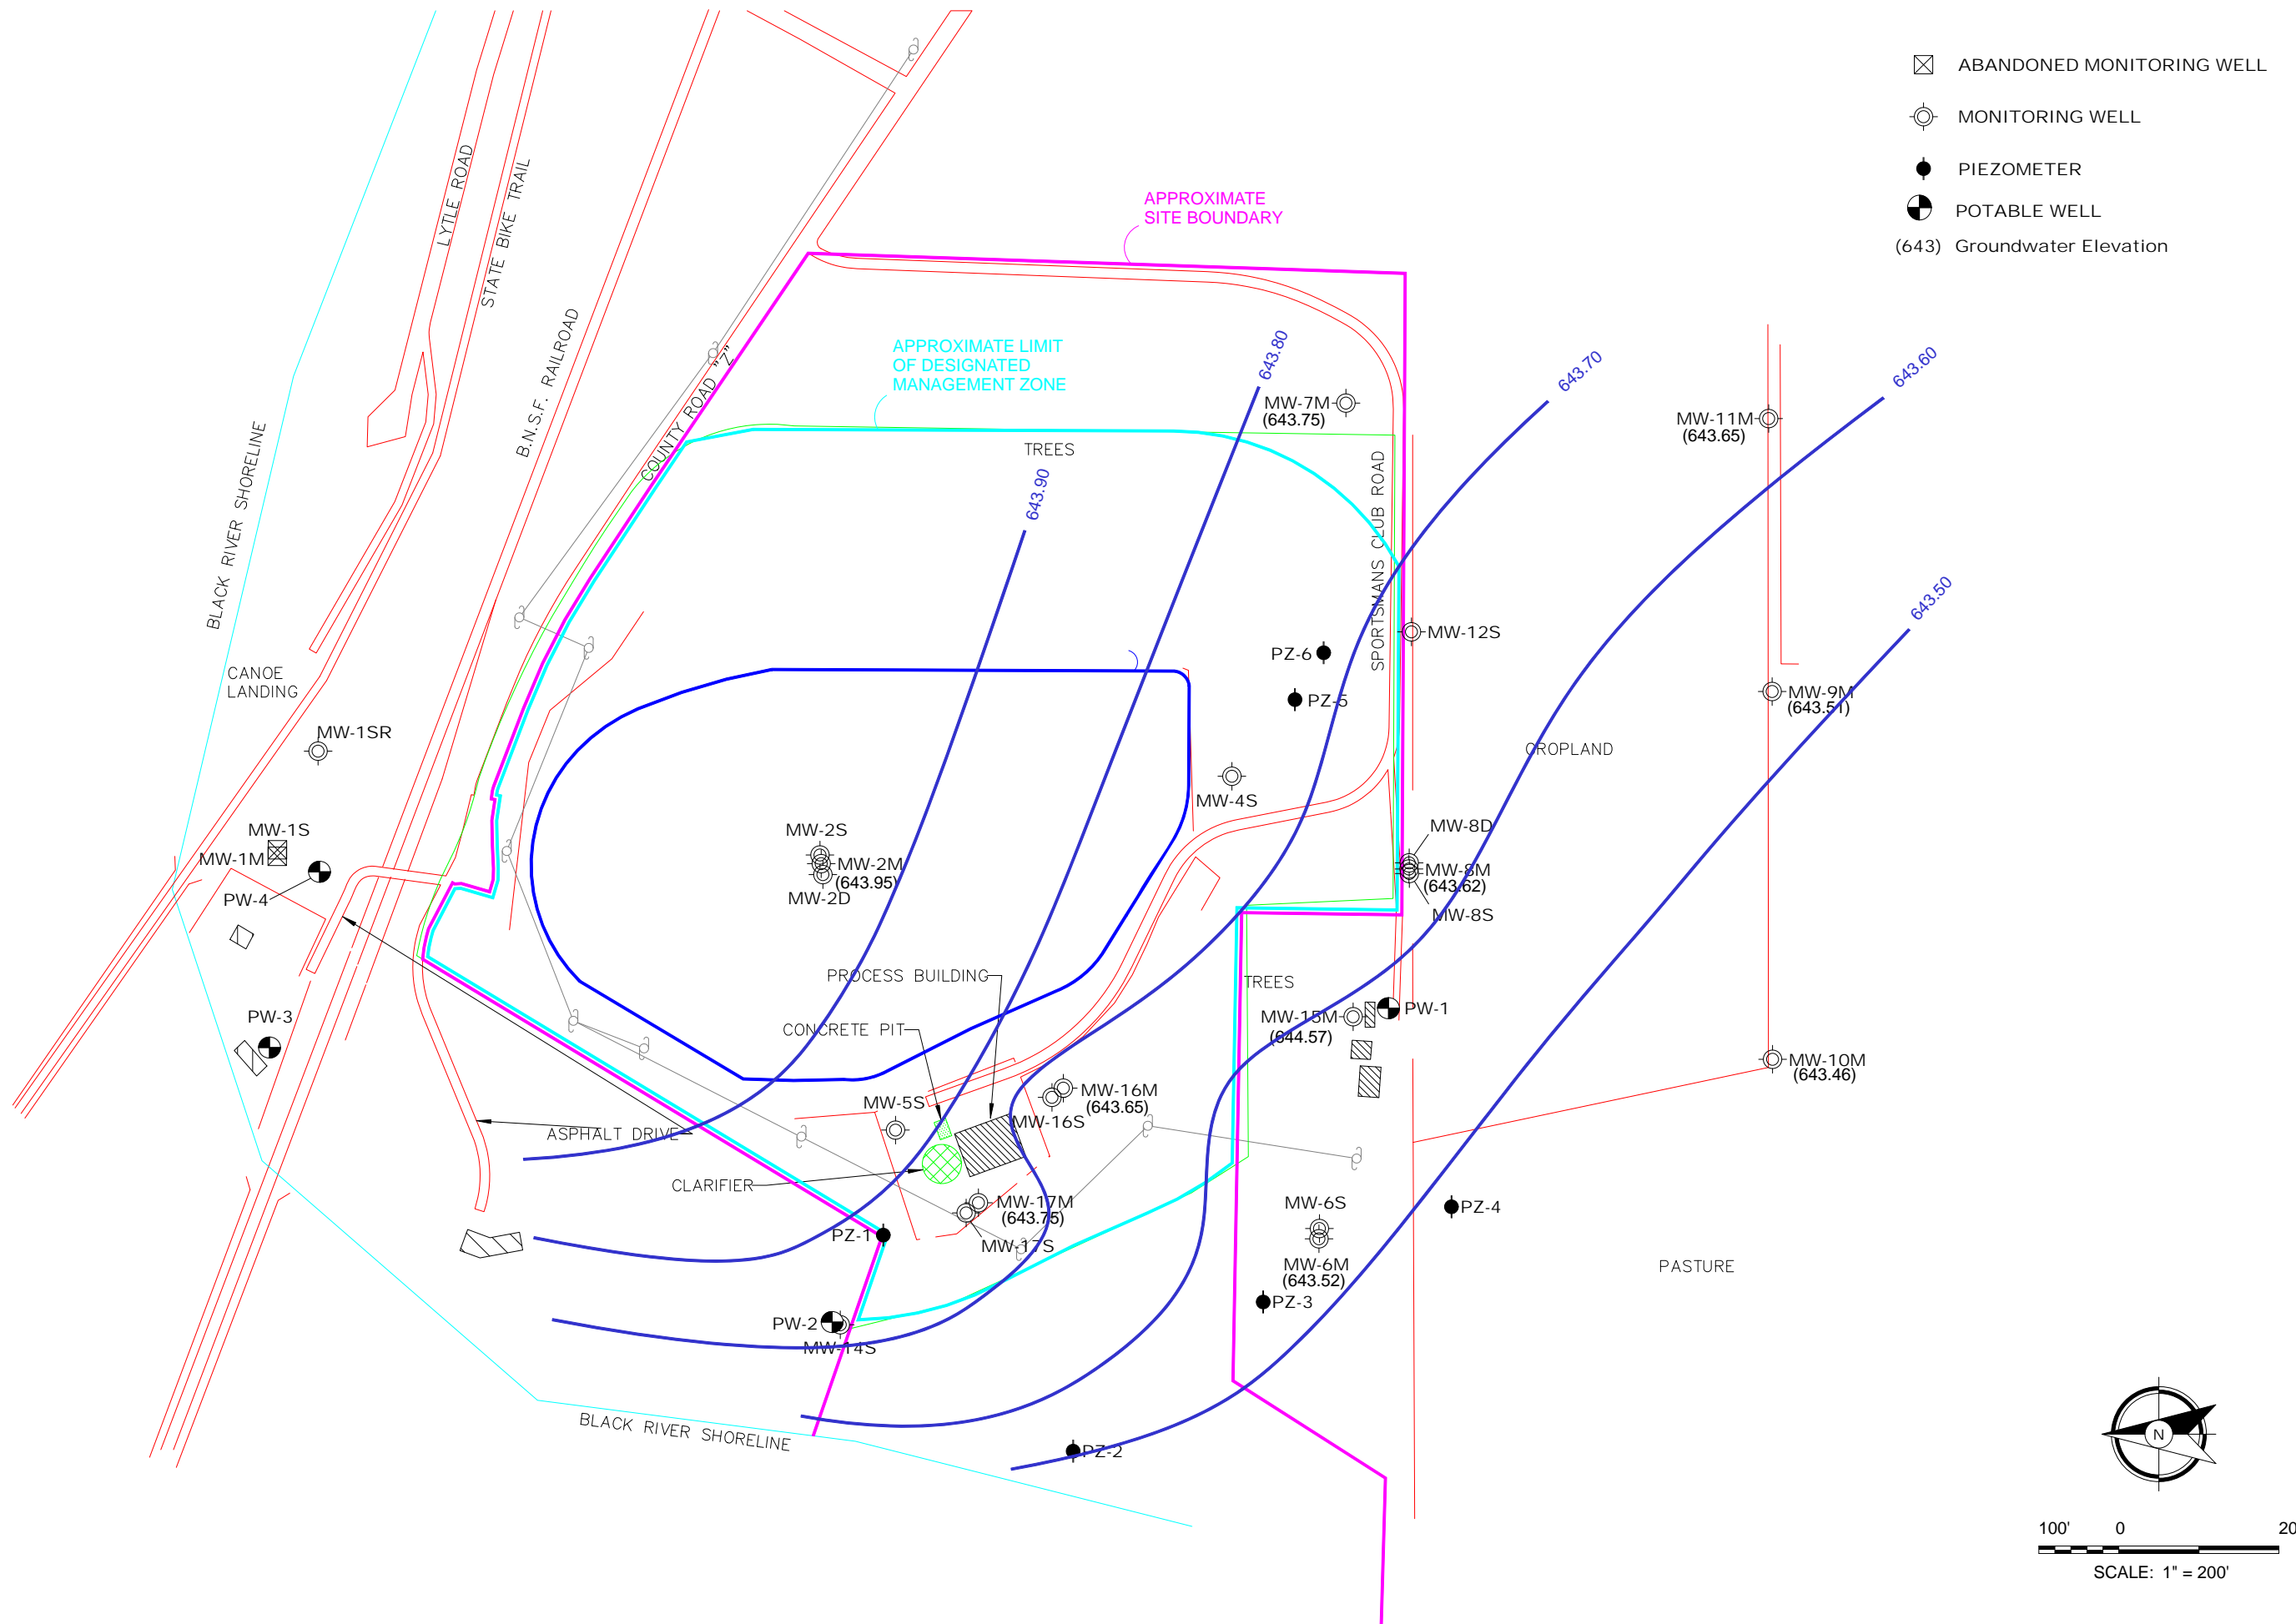 ABANDONED MONITORING WELL
MONITORING WELL
PIEZOMETER
POTABLE WELL
(643) Groundwater Elevation
LYTLE ROAD
STATE BIKE TRAIL
B.N.S.F. RAILROAD
COUNTY ROAD "Z"
BLACK RIVER SHORELINE
APPROXIMATE
SITE BOUNDARY
APPROXIMATE LIMIT
OF DESIGNATED
MANAGEMENT ZONE
643.90
643.80
643.70
643.60
643.50
TREES
MW-7M
(643.75)
MW-11M
(643.65)
SPORTSMANS CLUB ROAD
MW-12S
PZ-6
PZ-5
MW-9M
(643.51)
CANOE
LANDING
MW-1SR
CROPLAND
MW-4S
MW-1S
MW-1M
PW-4
MW-2S
MW-2M
(643.95)
MW-2D
MW-8D
MW-8M
(643.62)
MW-8S
PROCESS BUILDING
TREES
PW-3
CONCRETE PIT
MW-15M
(644.57)
PW-1
MW-10M
(643.46)
MW-5S
MW-16M
(643.65)
MW-16S
ASPHALT DRIVE
CLARIFIER
MW-17M
(643.75)
MW-17S
PZ-1
MW-6S
MW-6M
(643.52)
PZ-4
PZ-3
PASTURE
PW-2
MW-14S
BLACK RIVER SHORELINE
PZ-2
N
100' 0 20
SCALE: 1" = 200'